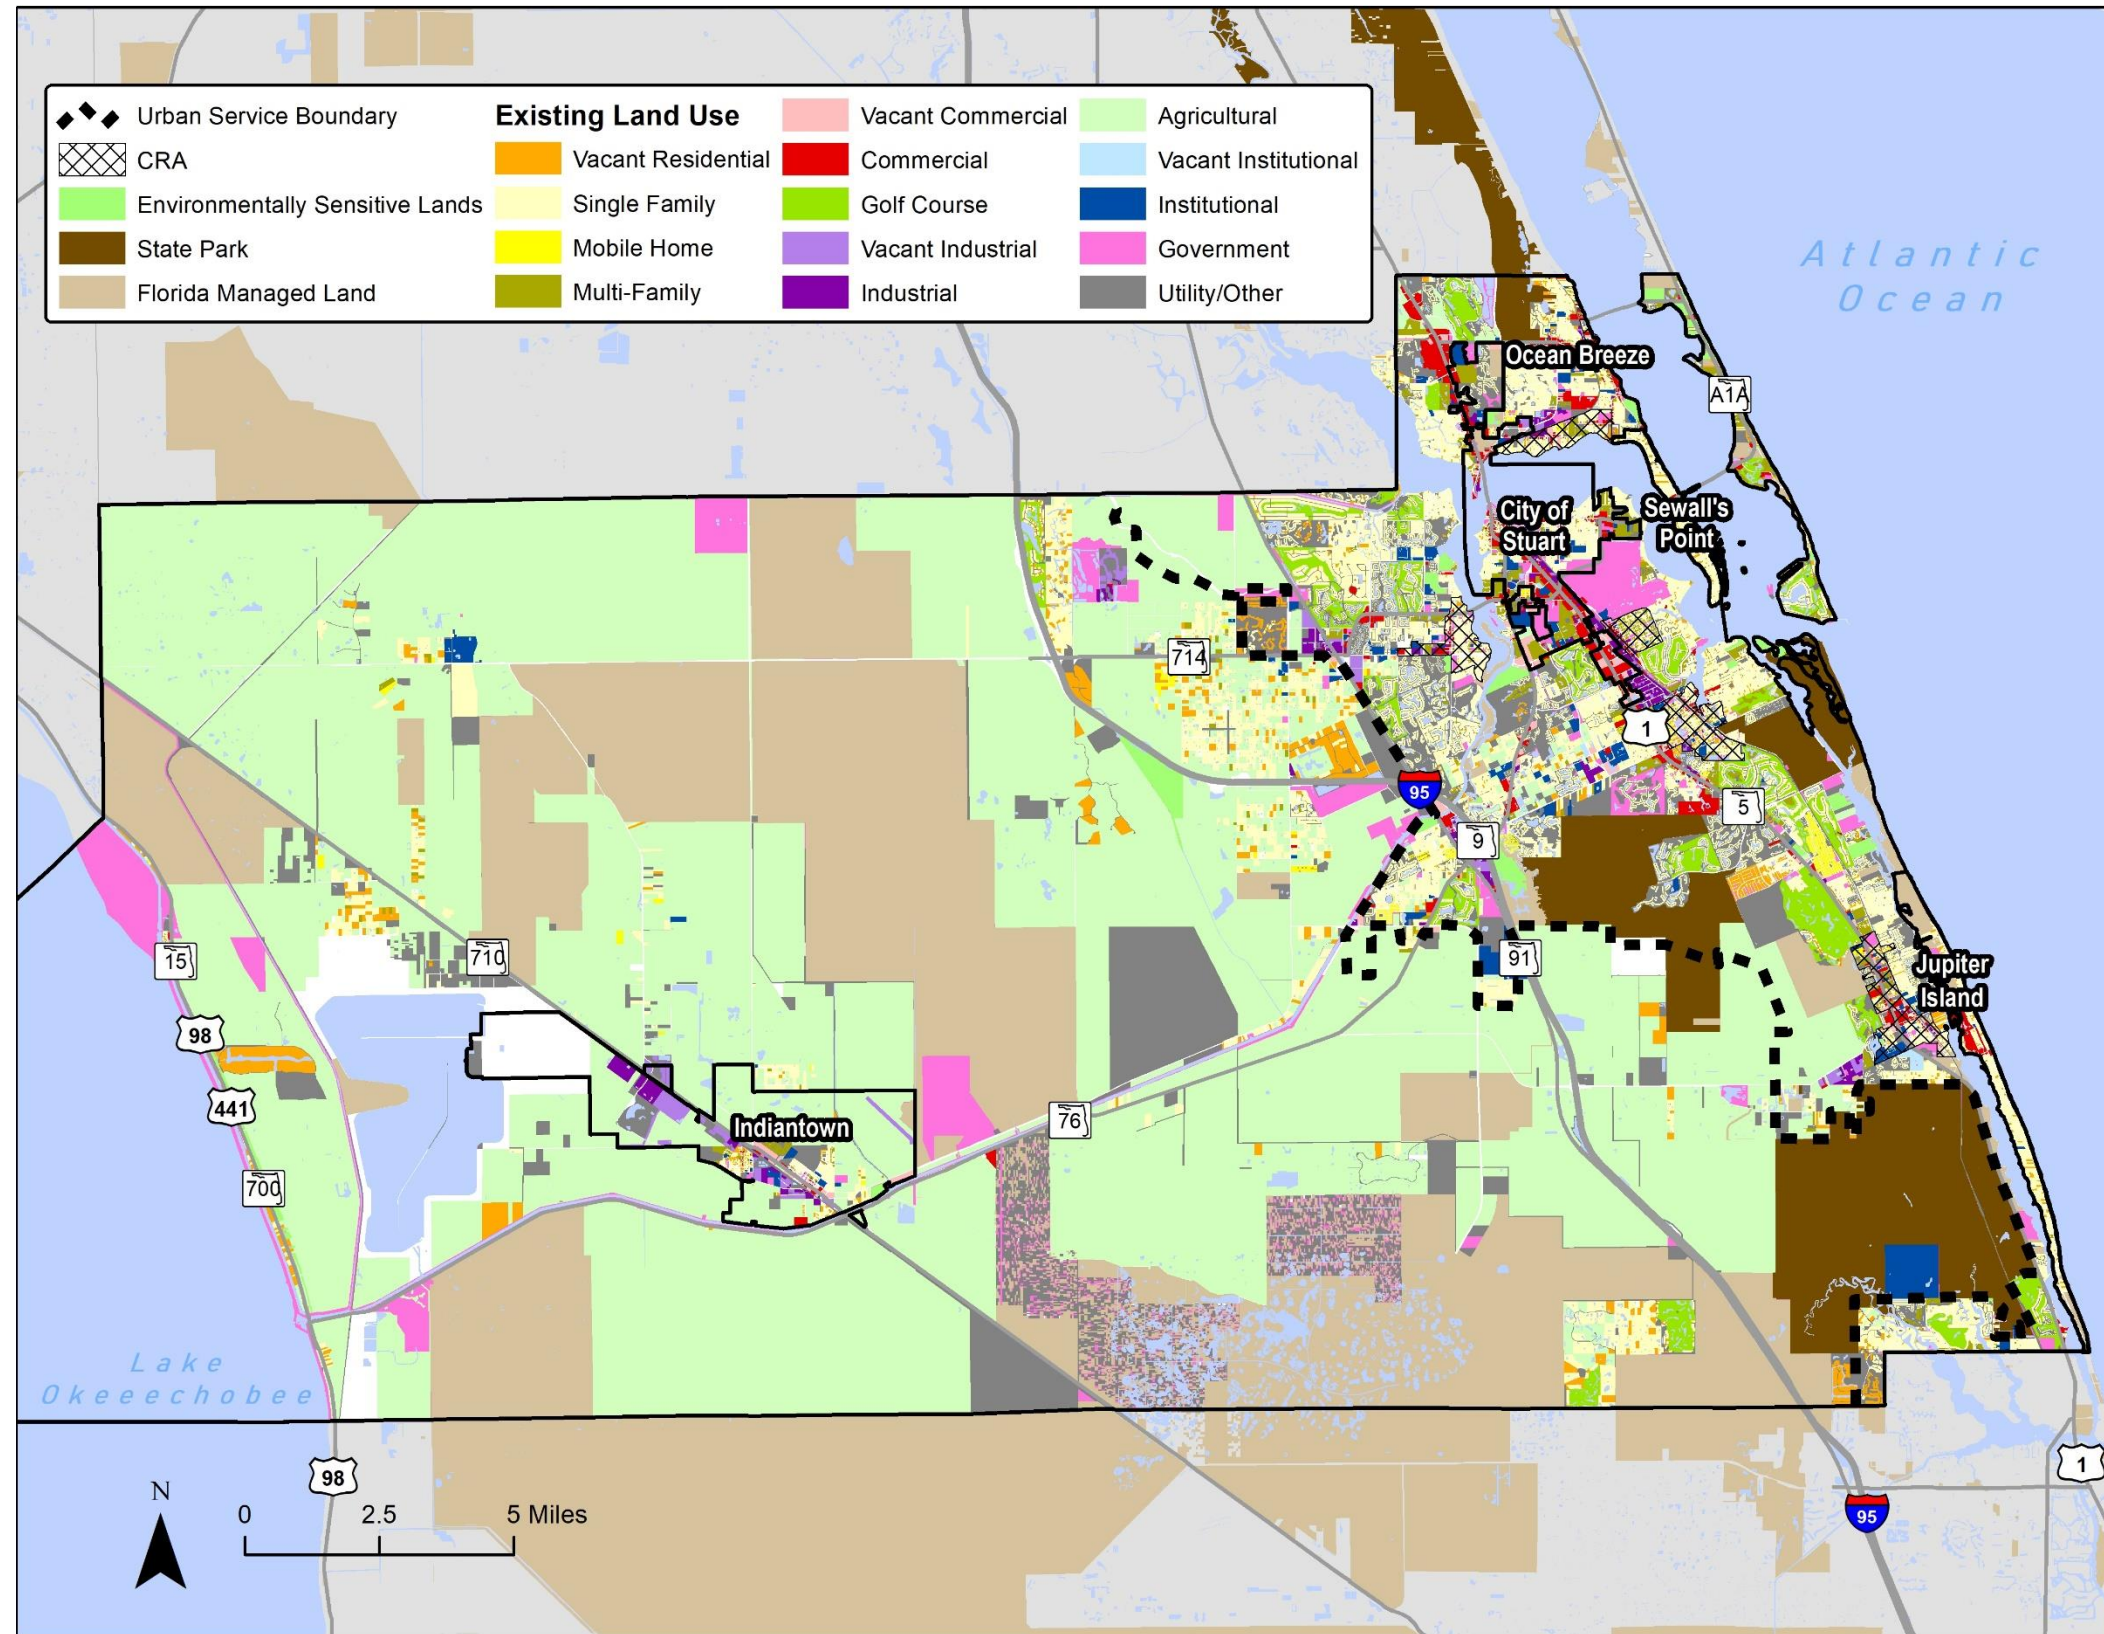 Urban Service Boundary
CRA
Environmentally Sensitive Lands
State Park
Florida Managed Land
Existing Land Use
Vacant Residential
Single Family
Mobile Home
Multi-Family
Vacant Commercial
Commercial
Golf Course
Vacant Industrial
Industrial
Agricultural
Vacant Institutional
Institutional
Government
Utility/Other
Atlantic
Ocean
Ocean Breeze
A1A
City of
Stuart
Sewall's
Point
714
1
95
5
9
15
710
91
Jupiter
Island
98
441
76
Indiantown
700
Lake
Okeeechobee
98
1
95
N
0 2.5 5 Miles